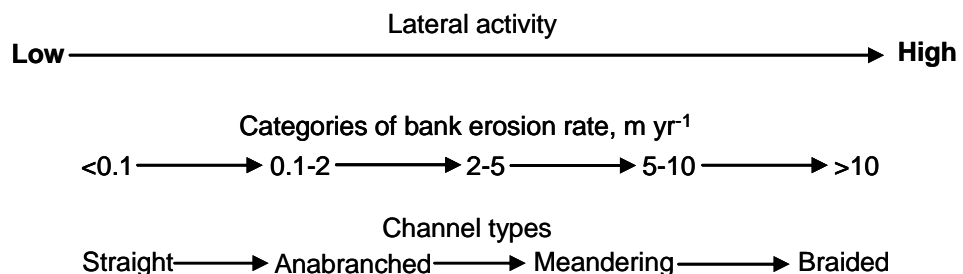 Lateral activity
Low High
Categories of bank erosion rate, m yr-1
<0.1 0.1-2 2-5 5-10 >10
Channel types
Straight Anabranched Meandering Braided